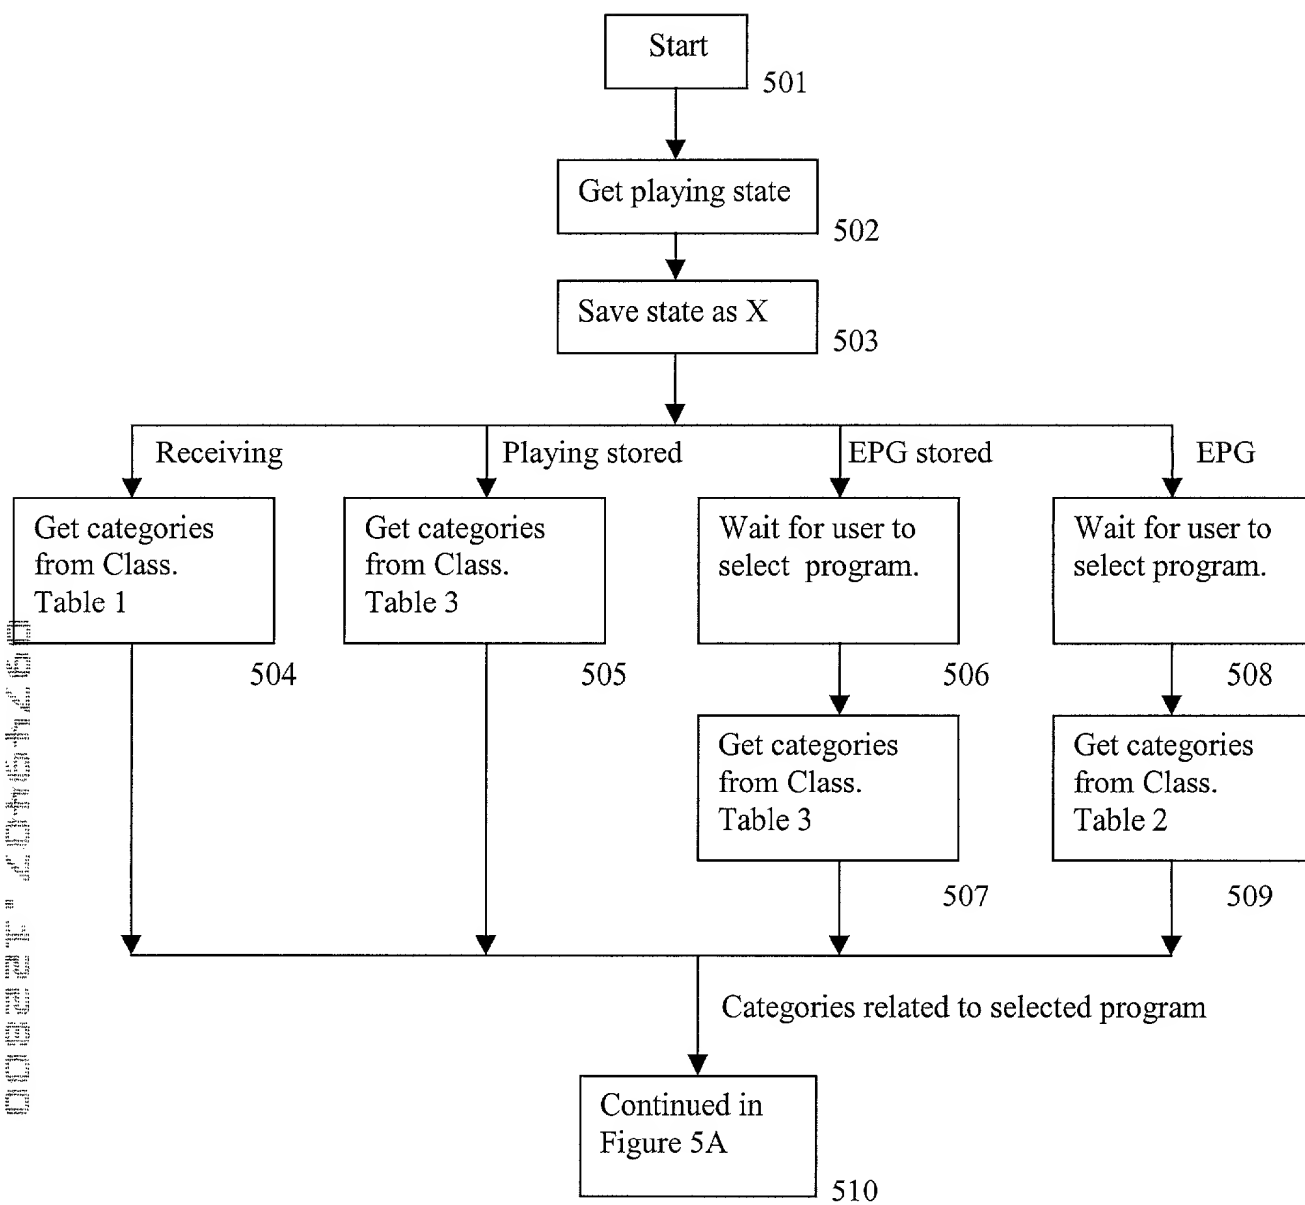 Start
501
Get playing state
502
Save state as X
503
Receiving
Playing stored
EPG stored
EPG
Get categories
from Class.
Table 1
504
Get categories
from Class.
Table 3
505
Wait for user to
select program.
506
Wait for user to
select program.
508
Get categories
from Class.
Table 3
507
Get categories
from Class.
Table 2
509
Categories related to selected program
Continued in
Figure 5A
510